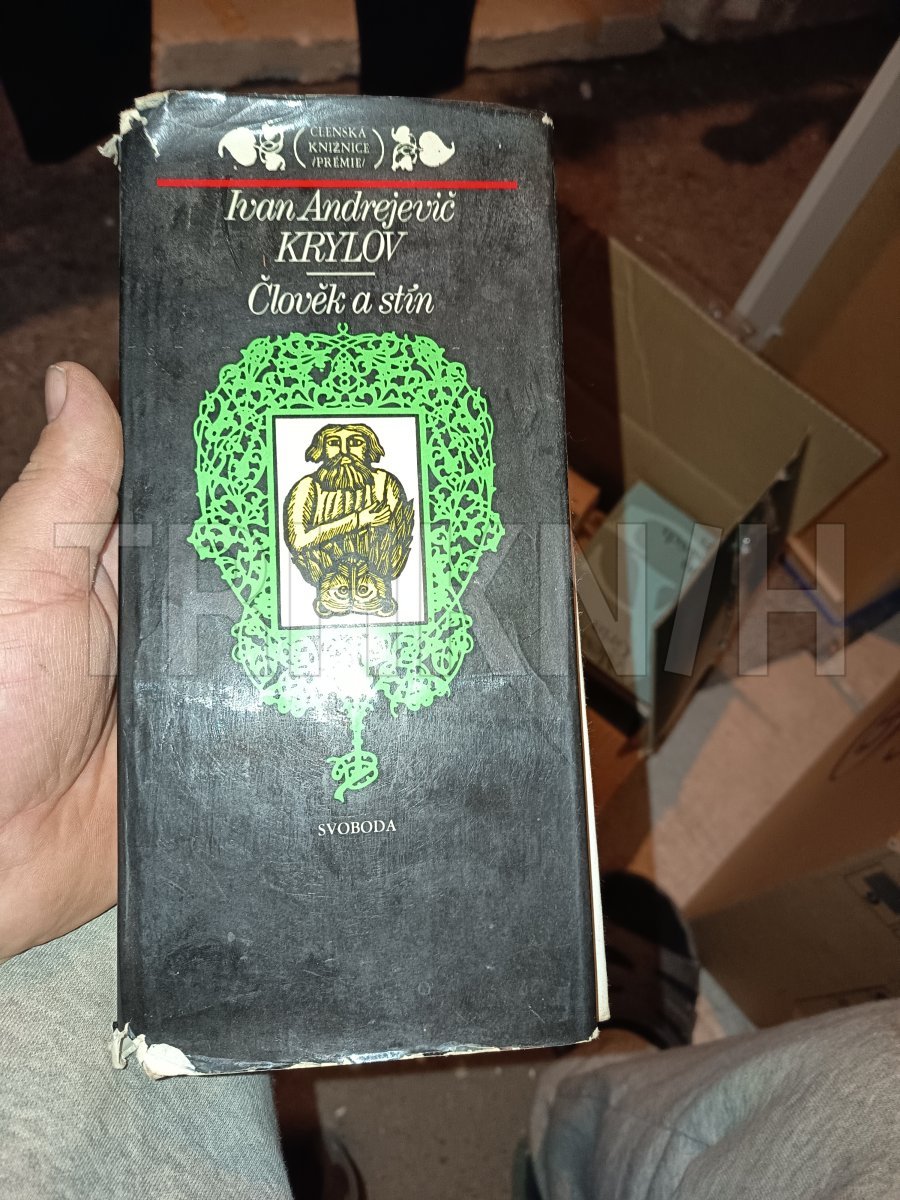 ČLENSKÁ
KNIŽNICE
/PRÉMIE/
Ivan Andrejevič
KRYLOV
Člověk a stín
SVOBODA